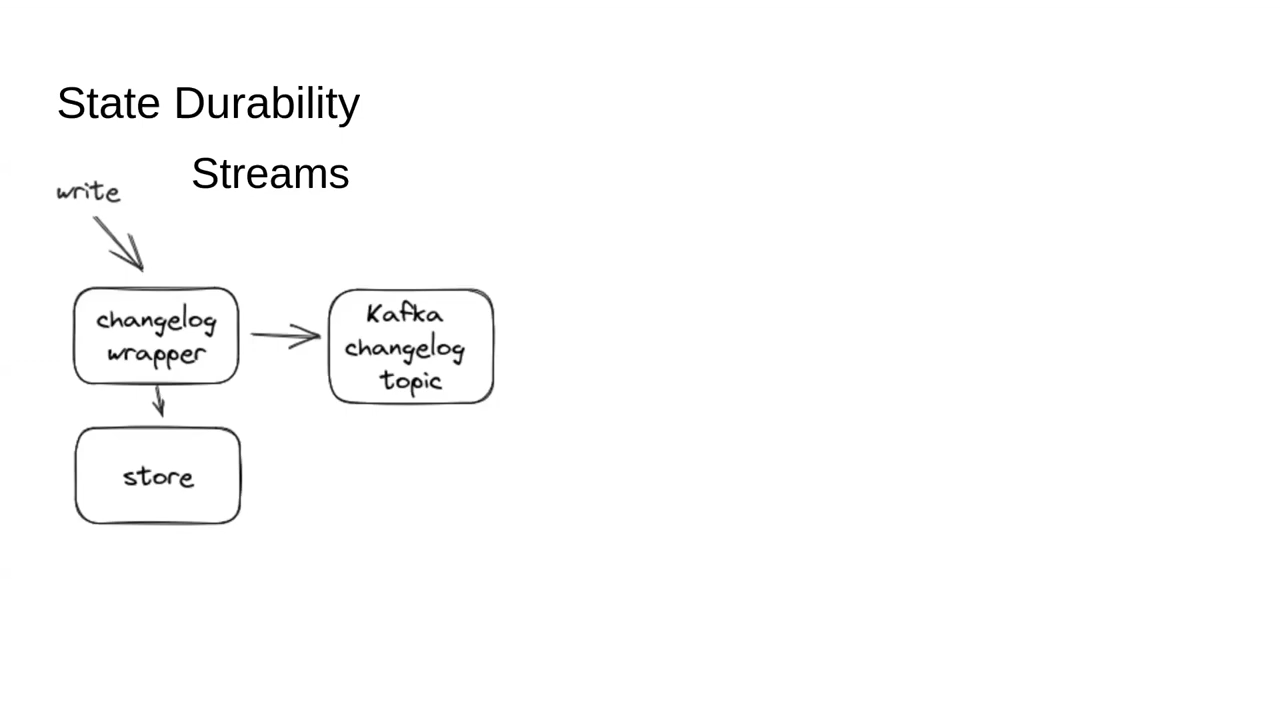 State Durability
Streams
write
changelog
wrapper
Kafka
changelog
topic
store